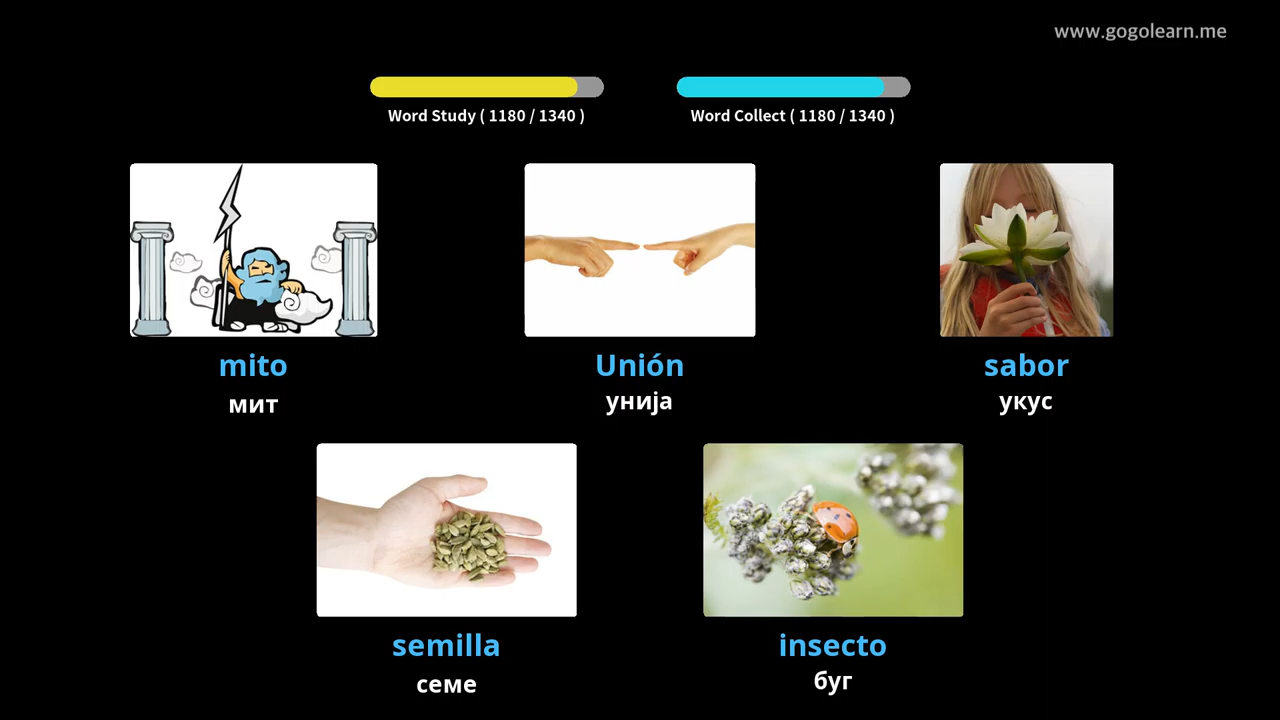 www.gogolearn.me
Word Study ( 1180 / 1340 )
Word Collect ( 1180 / 1340 )
mito
мит
Unión
унија
sabor
укус
semilla
семе
insecto
буг